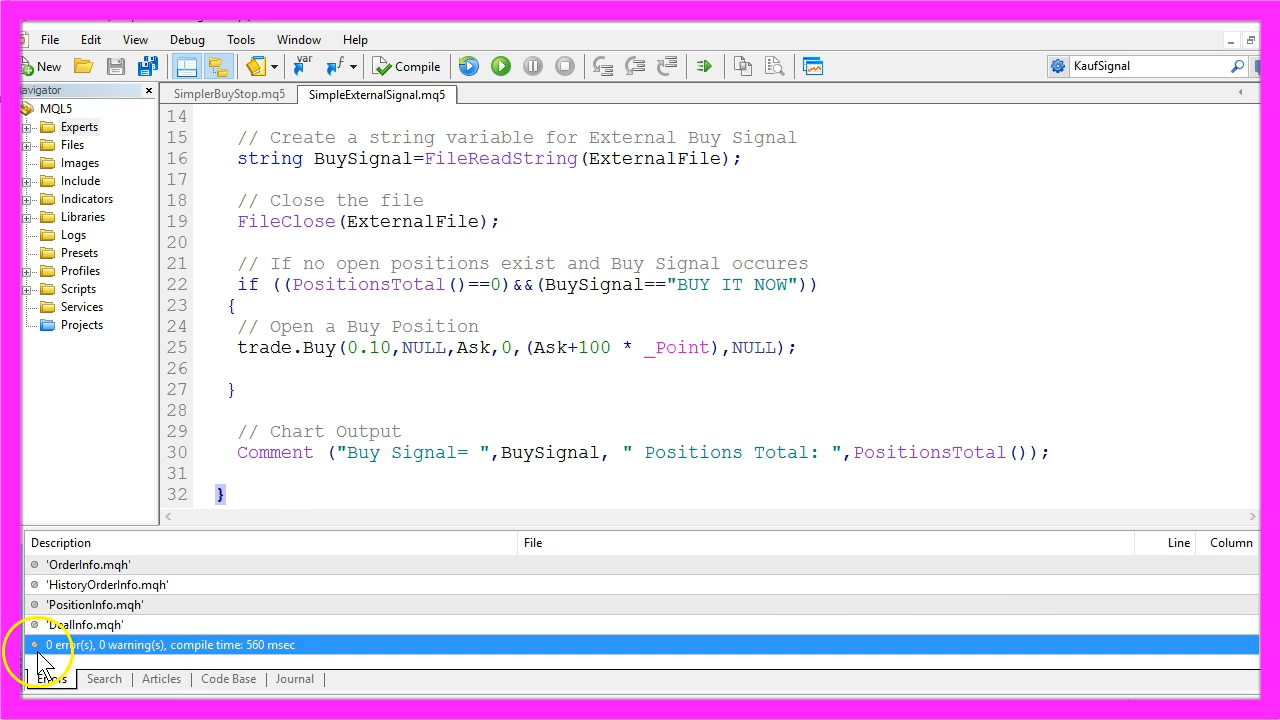 File Edit View Debug Tools Window Help
New Compile KaufSignal
avigator
MQL5
Experts
Files
Images
Include
Indicators
Libraries
Logs
Presets
Profiles
Scripts
Services
Projects
SimplerBuyStop.mq5 SimpleExternalSignal.mq5
14
15 // Create a string variable for External Buy Signal
16 string BuySignal=FileReadString(ExternalFile);
17
18 // Close the file
19 FileClose(ExternalFile);
20
21 // If no open positions exist and Buy Signal occures
22 if ((PositionsTotal()==0)&&(BuySignal=="BUY IT NOW"))
23 {
24 // Open a Buy Position
25 trade.Buy(0.10,NULL,Ask,0,(Ask+100 * _Point),NULL);
26
27 }
28
29 // Chart Output
30 Comment ("Buy Signal= ",BuySignal, " Positions Total: ",PositionsTotal());
31
32 }
Description File Line Column
'OrderInfo.mqh'
'HistoryOrderInfo.mqh'
'PositionInfo.mqh'
'DealInfo.mqh'
0 error(s), 0 warning(s), compile time: 560 msec
Errors Search Articles Code Base Journal